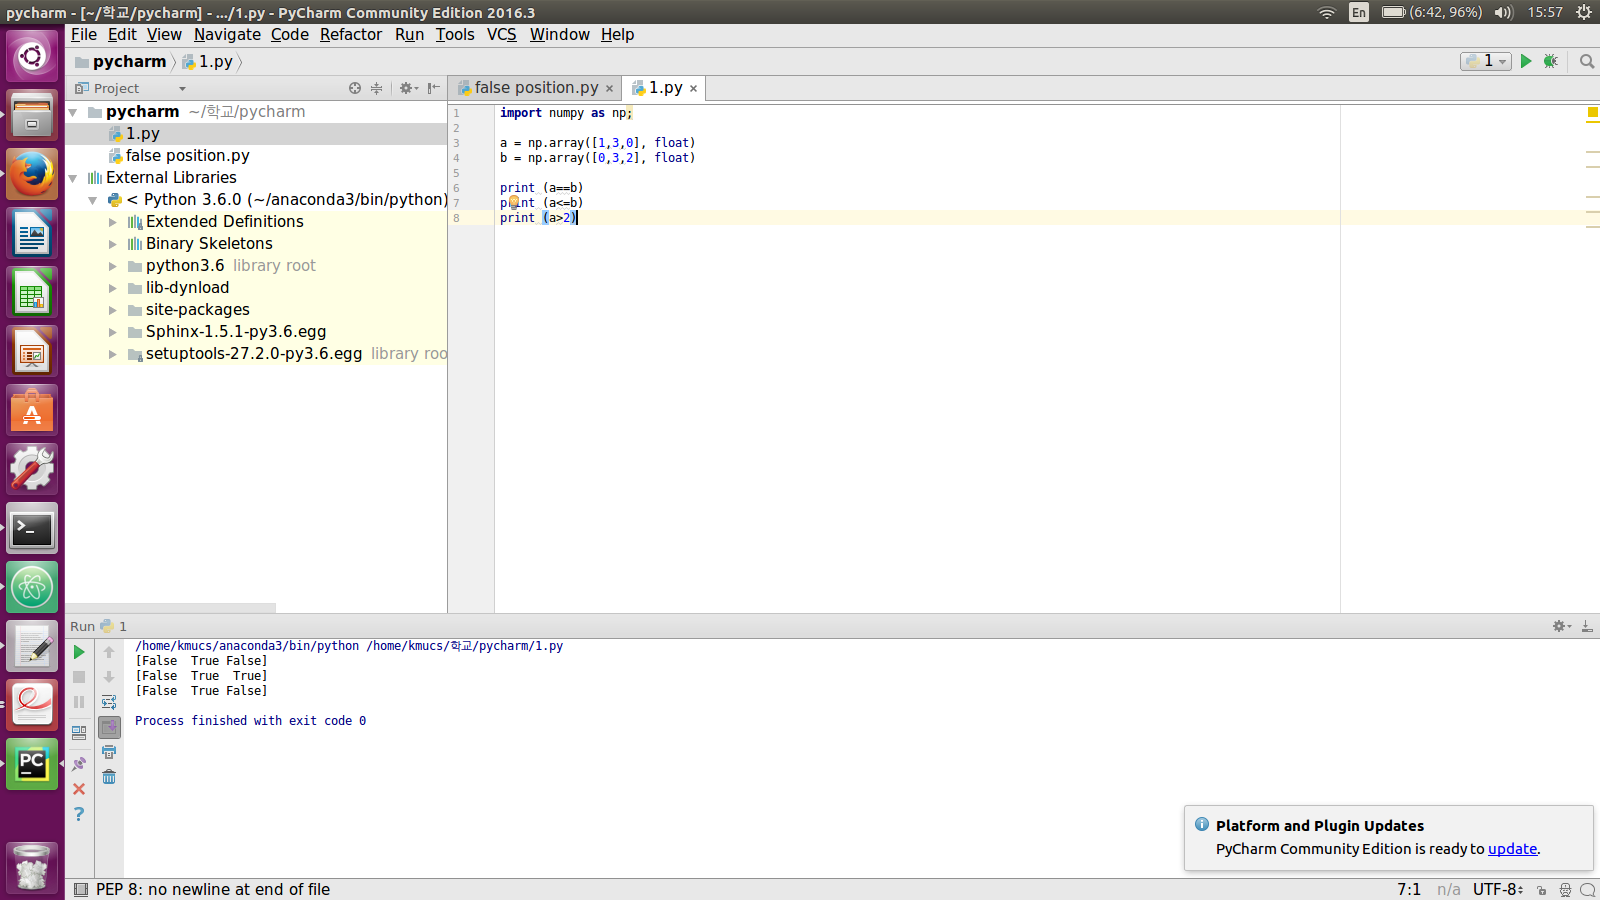 pycharm - [~/학교/pycharm] - .../1.py - PyCharm Community Edition 2016.3
En (6:42, 96%) 15:57
File Edit View Navigate Code Refactor Run Tools VCS Window Help
pycharm 1.py
1
Project
false position.py × 1.py ×
pycharm ~/학교/pycharm
1.py
false position.py
External Libraries
< Python 3.6.0 (~/anaconda3/bin/python)
Extended Definitions
Binary Skeletons
python3.6 library root
lib-dynload
site-packages
Sphinx-1.5.1-py3.6.egg
setuptools-27.2.0-py3.6.egg library roo
1 import numpy as np;
2
3 a = np.array([1,3,0], float)
4 b = np.array([0,3,2], float)
5
6 print (a==b)
7 print (a<=b)
8 print (a>2)
Run 1
/home/kmucs/anaconda3/bin/python /home/kmucs/학교/pycharm/1.py
[False  True False]
[False  True  True]
[False  True False]
Process finished with exit code 0
PC
Platform and Plugin Updates
PyCharm Community Edition is ready to update.
PEP 8: no newline at end of file
7:1 n/a UTF-8